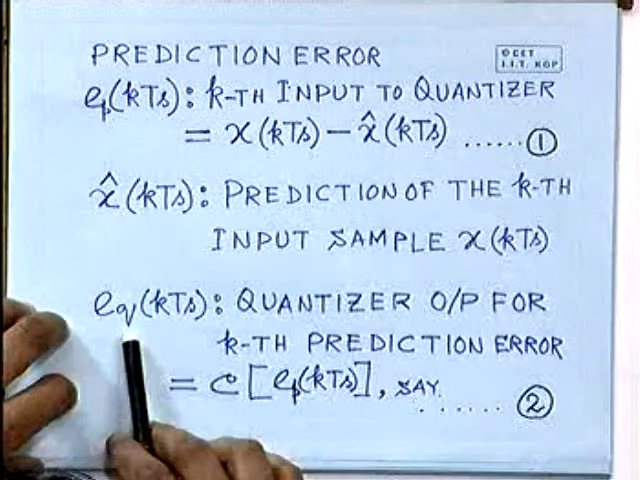 PREDICTION ERROR
© CET
I.I.T. KGP
ep(kTs): k-TH INPUT TO QUANTIZER
= x(kTs) - x̂(kTs) ...... ①
x̂(kTs): PREDICTION OF THE k-TH
INPUT SAMPLE x(kTs)
eq(kTs): QUANTIZER O/P FOR
k-TH PREDICTION ERROR
= c[ep(kTs)], SAY.
...... ②